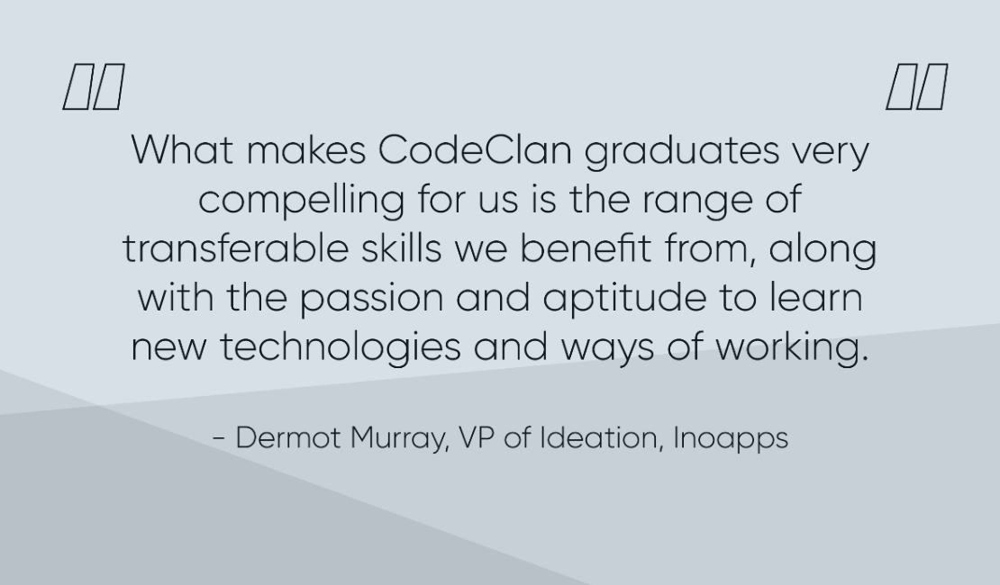 " "
What makes CodeClan graduates very
compelling for us is the range of
transferable skills we benefit from, along
with the passion and aptitude to learn
new technologies and ways of working.
– Dermot Murray, VP of Ideation, Inoapps